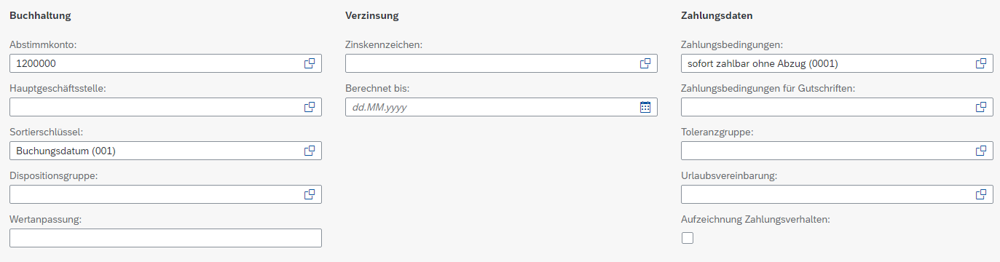 Buchhaltung
Abstimmkonto:
1200000
Hauptgeschäftsstelle:
Sortierschlüssel:
Buchungsdatum (001)
Dispositionsgruppe:
Wertanpassung:
Verzinsung
Zinskennzeichen:
Berechnet bis:
dd.MM.yyyy
Zahlungsdaten
Zahlungsbedingungen:
sofort zahlbar ohne Abzug (0001)
Zahlungsbedingungen für Gutschriften:
Toleranzgruppe:
Urlaubsvereinbarung:
Aufzeichnung Zahlungsverhalten: